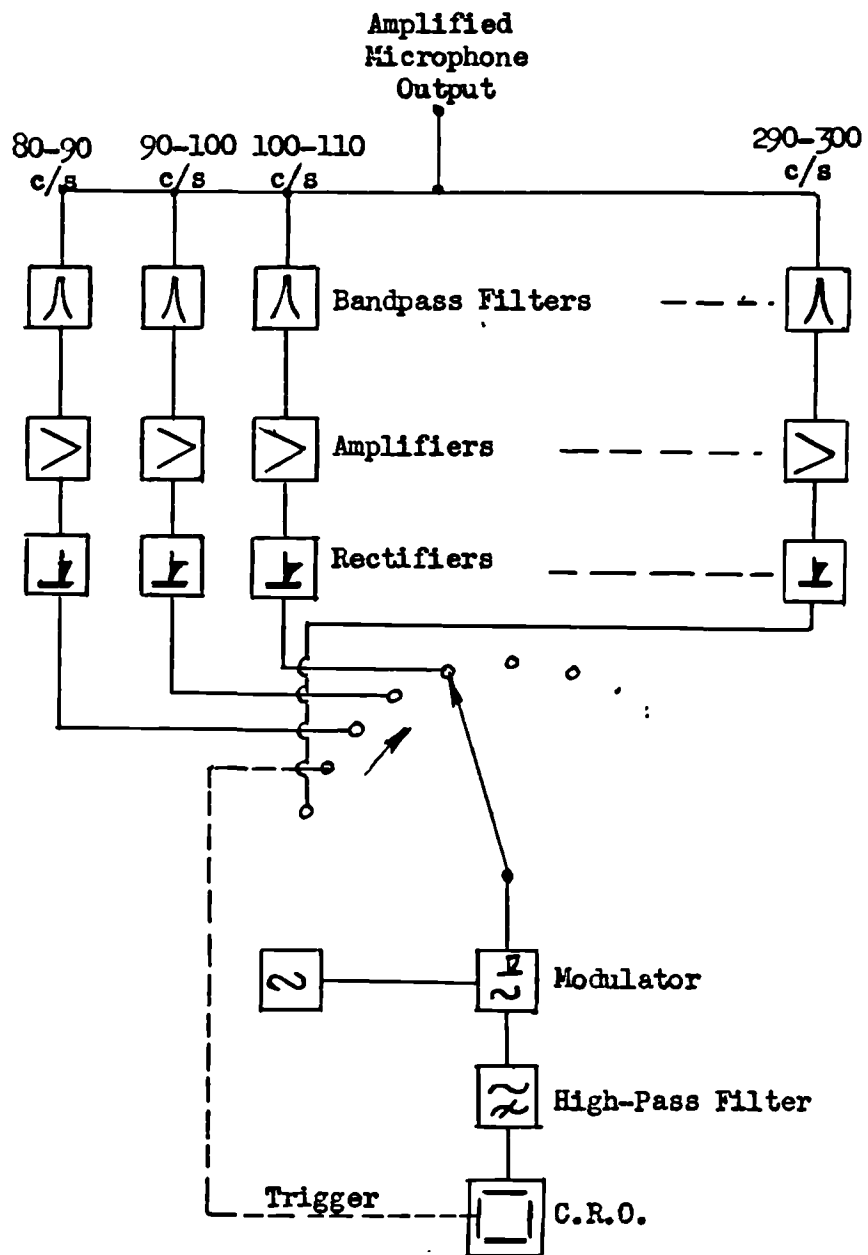 Amplified
Microphone
Output
80-90
c/s
90-100
c/s
100-110
c/s
290-300
c/s
Bandpass Filters
Amplifiers
Rectifiers
Modulator
High-Pass Filter
Trigger
C.R.O.